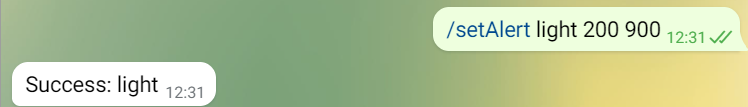 /setAlert light 200 900 12:31
Success: light 12:31